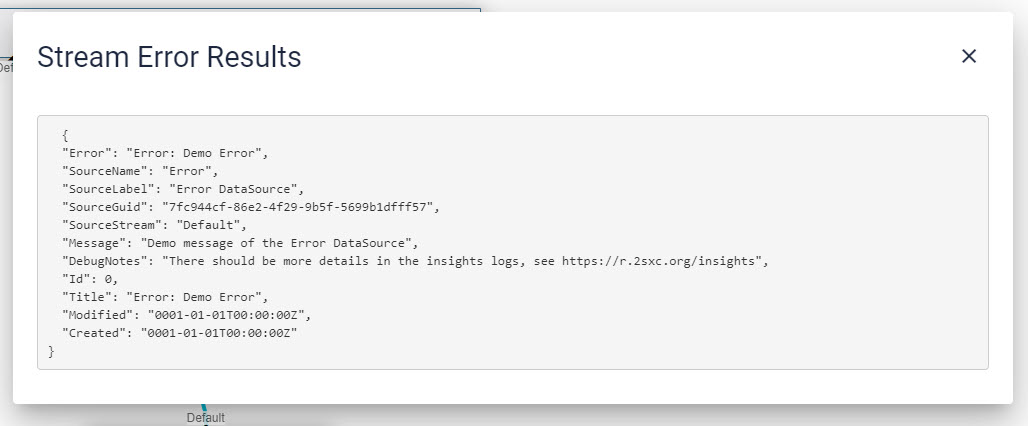 Stream Error Results
Def
{
"Error": "Error: Demo Error",
"SourceName": "Error",
"SourceLabel": "Error DataSource",
"SourceGuid": "7fc944cf-86e2-4f29-9b5f-5699b1dfff57",
"SourceStream": "Default",
"Message": "Demo message of the Error DataSource",
"DebugNotes": "There should be more details in the insights logs, see https://r.2sxc.org/insights",
"Id": 0,
"Title": "Error: Demo Error",
"Modified": "0001-01-01T00:00:00Z",
"Created": "0001-01-01T00:00:00Z"
}
Default